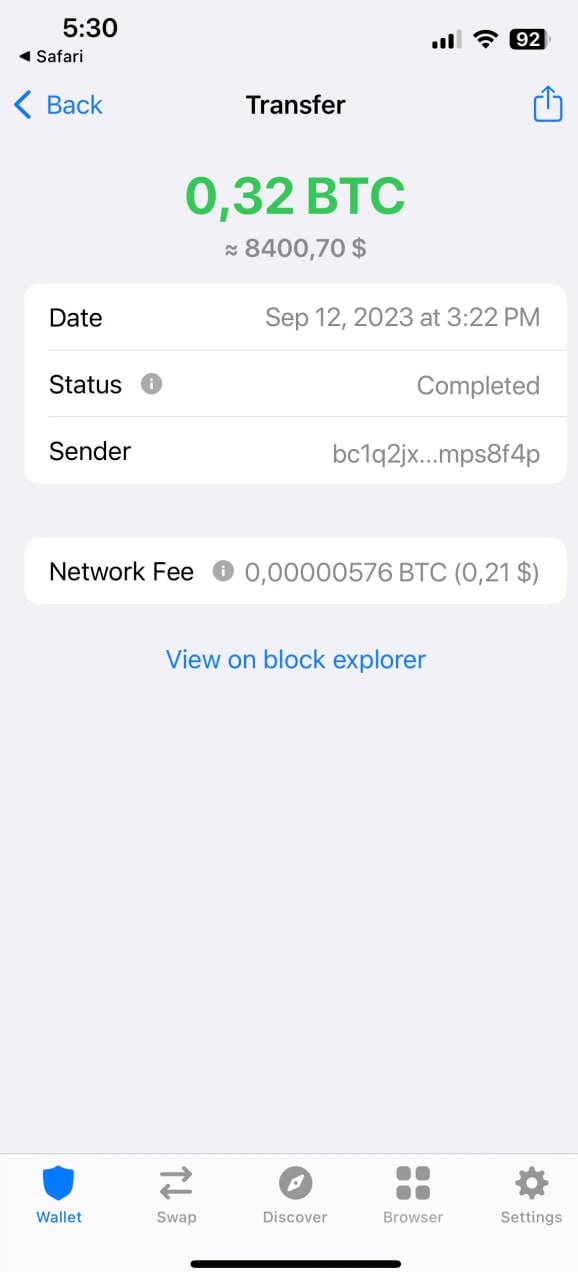 5:30
92
Safari
Back
Transfer
0,32 BTC
≈ 8400,70 $
Date Sep 12, 2023 at 3:22 PM
Status Completed
Sender bc1q2jx...mps8f4p
Network Fee 0,00000576 BTC (0,21 $)
View on block explorer
Wallet Swap Discover Browser Settings